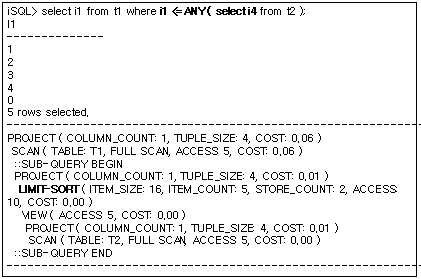 iSQL> select i1 from t1 where i1 <=ANY( select i4 from t2 );
I1
--------------
1
2
3
4
0
5 rows selected.
--------------------------------------------------------------
PROJECT ( COLUMN_COUNT: 1, TUPLE_SIZE: 4, COST: 0.06 )
SCAN ( TABLE: T1, FULL SCAN, ACCESS 5, COST: 0.06 )
::SUB-QUERY BEGIN
PROJECT ( COLUMN_COUNT: 1, TUPLE_SIZE: 4, COST: 0.01 )
LIMIT-SORT ( ITEM_SIZE: 16, ITEM_COUNT: 5, STORE_COUNT: 2, ACCESS
10, COST: 0.00 )
VIEW ( ACCESS 5, COST: 0.00 )
PROJECT ( COLUMN_COUNT: 1, TUPLE_SIZE: 4, COST: 0.01 )
SCAN ( TABLE: T2, FULL SCAN, ACCESS 5, COST: 0.00 )
::SUB-QUERY END
--------------------------------------------------------------